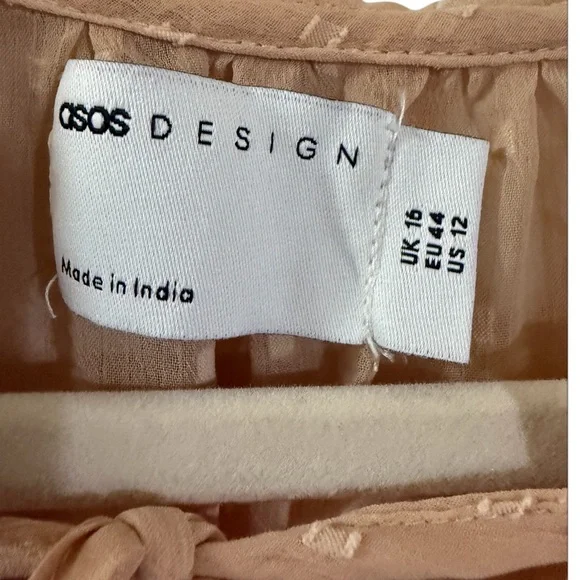 asos DESIGN
Made in India
UK 16
EU 44
US 12